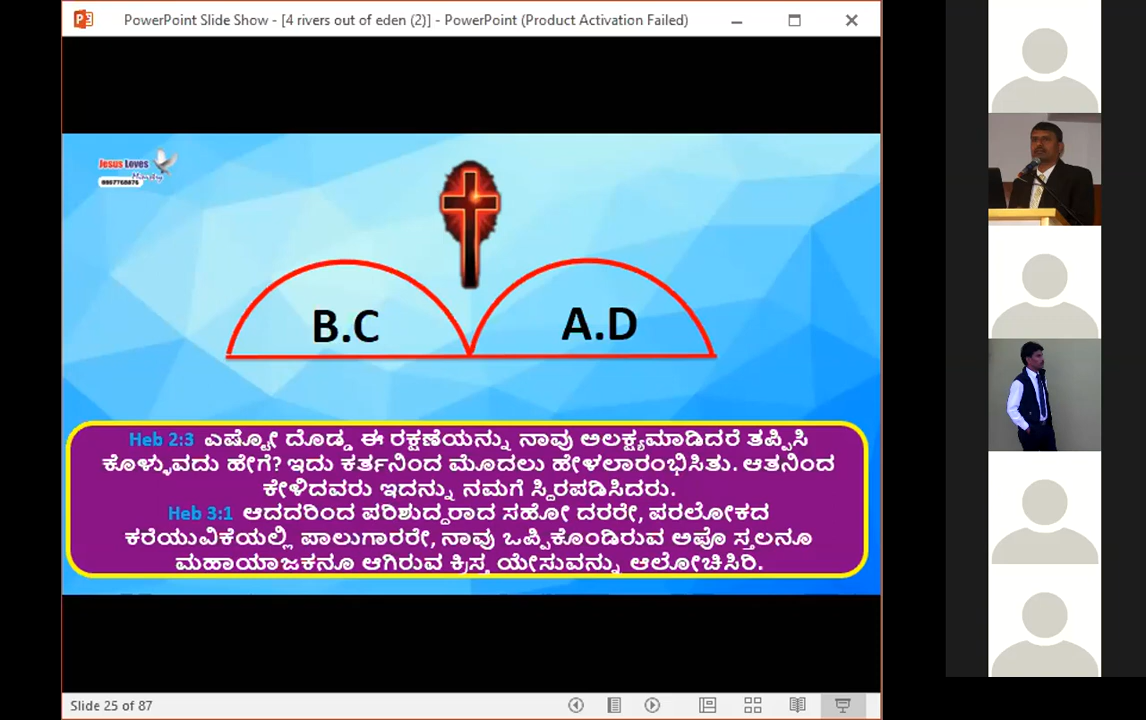 PowerPoint Slide Show - [4 rivers out of eden (2)] - PowerPoint (Product Activation Failed)
Jesus Loves
Ministry
B.C
A.D
Heb 2:3 ಎಷ್ಟೋ ದೊಡ್ಡ ಈ ರಕ್ಷಣೆಯನ್ನು ನಾವು ಅಲಕ್ಷ್ಯಮಾಡಿದರೆ ತಪ್ಪಿಸಿ
ಕೊಳ್ಳುವದು ಹೇಗೆ? ಇದು ಕರ್ತನಿಂದ ಮೊದಲು ಹೇಳಲಾರಂಭಿಸಿತು. ಆತನಿಂದ
ಕೇಳಿದವರು ಇದನ್ನು ನಮಗೆ ಸ್ಥಿರಪಡಿಸಿದರು.
Heb 3:1 ಆದದರಿಂದ ಪರಿಶುದ್ಧರಾದ ಸಹೋ ದರರೇ, ಪರಲೋಕದ
ಕರೆಯುವಿಕೆಯಲ್ಲಿ ಪಾಲುಗಾರರೇ, ನಾವು ಒಪ್ಪಿಕೊಂಡಿರುವ ಅಪೊ ಸ್ತಲನೂ
ಮಹಾಯಾಜಕನೂ ಆಗಿರುವ ಕ್ರಿಸ್ತ ಯೇಸುವನ್ನು ಆಲೋಚಿಸಿರಿ.
Slide 25 of 87